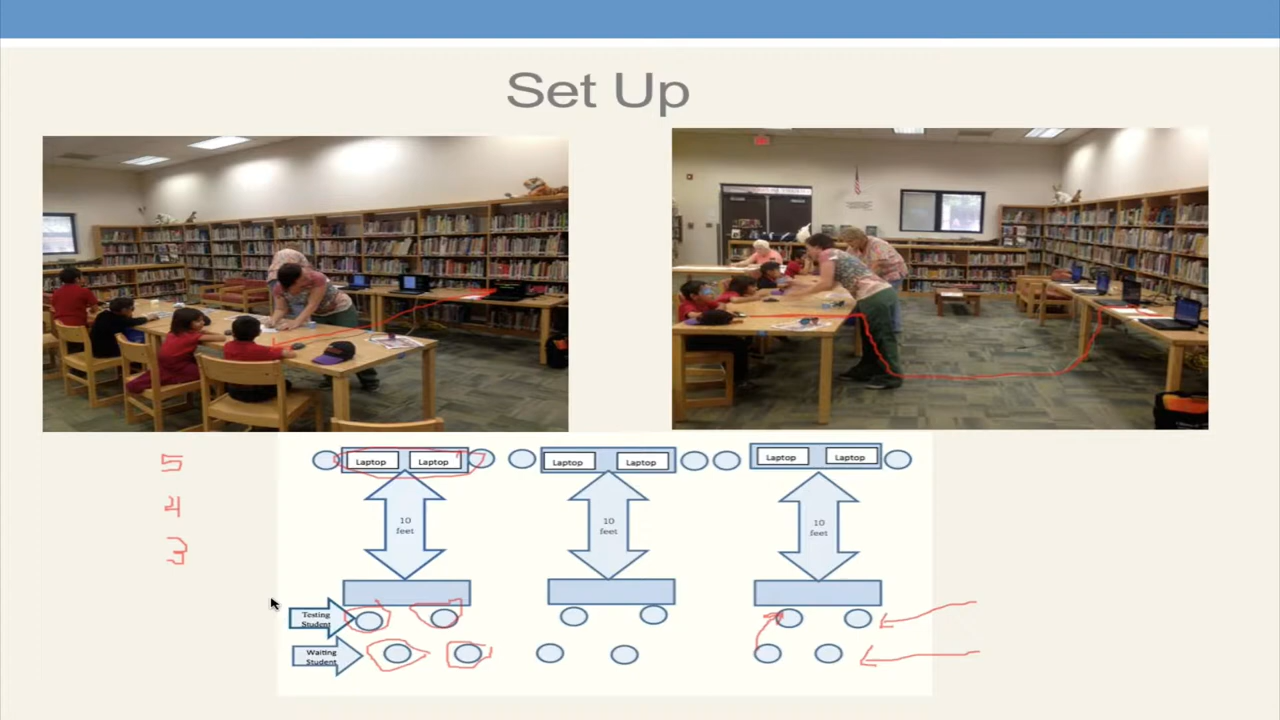 Set Up
Laptop Laptop Laptop Laptop Laptop Laptop
5
4
3
10 feet
10 feet
10 feet
Testing
Student
Waiting
Student